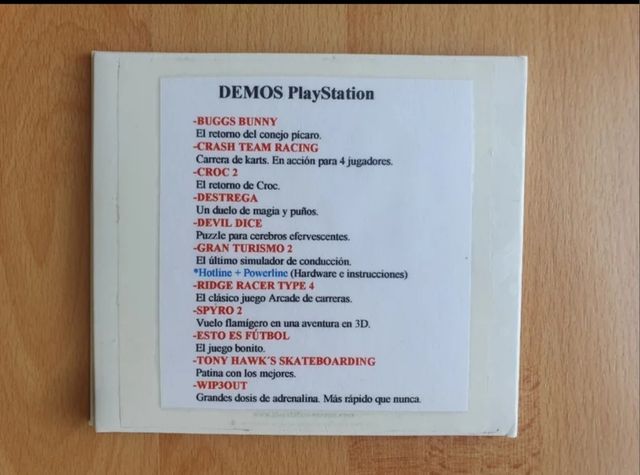 DEMOS PlayStation
-BUGGS BUNNY
El retorno del conejo pícaro.
-CRASH TEAM RACING
Carrera de karts. En acción para 4 jugadores.
-CROC 2
El retorno de Croc.
-DESTREGA
Un duelo de magia y puños.
-DEVIL DICE
Puzzle para cerebros efervescentes.
-GRAN TURISMO 2
El último simulador de conducción.
*Hotline + Powerline (Hardware e instrucciones)
-RIDGE RACER TYPE 4
El clásico juego Arcade de carreras.
-SPYRO 2
Vuelo flamígero en una aventura en 3D.
-ESTO ES FÚTBOL
El juego bonito.
-TONY HAWK´S SKATEBOARDING
Patina con los mejores.
-WIP3OUT
Grandes dosis de adrenalina. Más rápido que nunca.